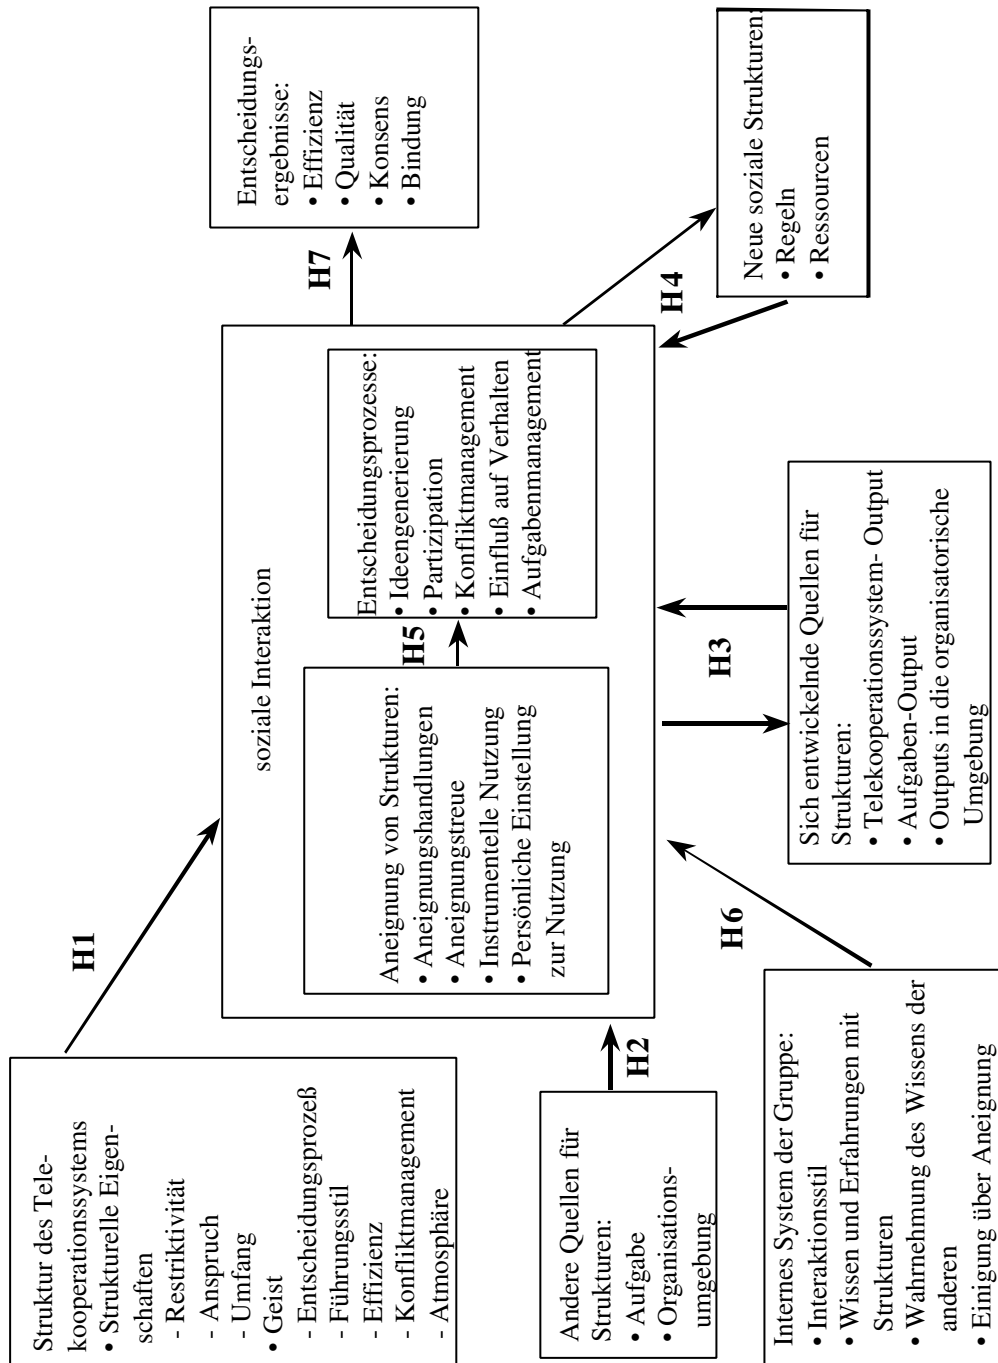 Struktur des Tele-
kooperationssystems
• Strukturelle Eigen-
schaften
- Restriktivität
- Anspruch
- Umfang
• Geist
- Entscheidungsprozeß
- Führungsstil
- Effizienz
- Konfliktmanagement
- Atmosphäre
H1
Andere Quellen für
Strukturen:
• Aufgabe
• Organisations-
umgebung
H2
Internes System der Gruppe:
• Interaktionsstil
• Wissen und Erfahrungen mit
Strukturen
• Wahrnehmung des Wissens der
anderen
• Einigung über Aneignung
H6
soziale Interaktion
Aneignung von Strukturen:
• Aneignungshandlungen
• Aneignungstreue
• Instrumentelle Nutzung
• Persönliche Einstellung
zur Nutzung
H5
Entscheidungsprozesse:
• Ideengenerierung
• Partizipation
• Konfliktmanagement
• Einfluß auf Verhalten
• Aufgabenmanagement
H3
Sich entwickelnde Quellen für
Strukturen:
• Telekooperationssystem- Output
• Aufgaben-Output
• Outputs in die organisatorische
Umgebung
H7
Entscheidungs-
ergebnisse:
• Effizienz
• Qualität
• Konsens
• Bindung
H4
Neue soziale Strukturen:
• Regeln
• Ressourcen